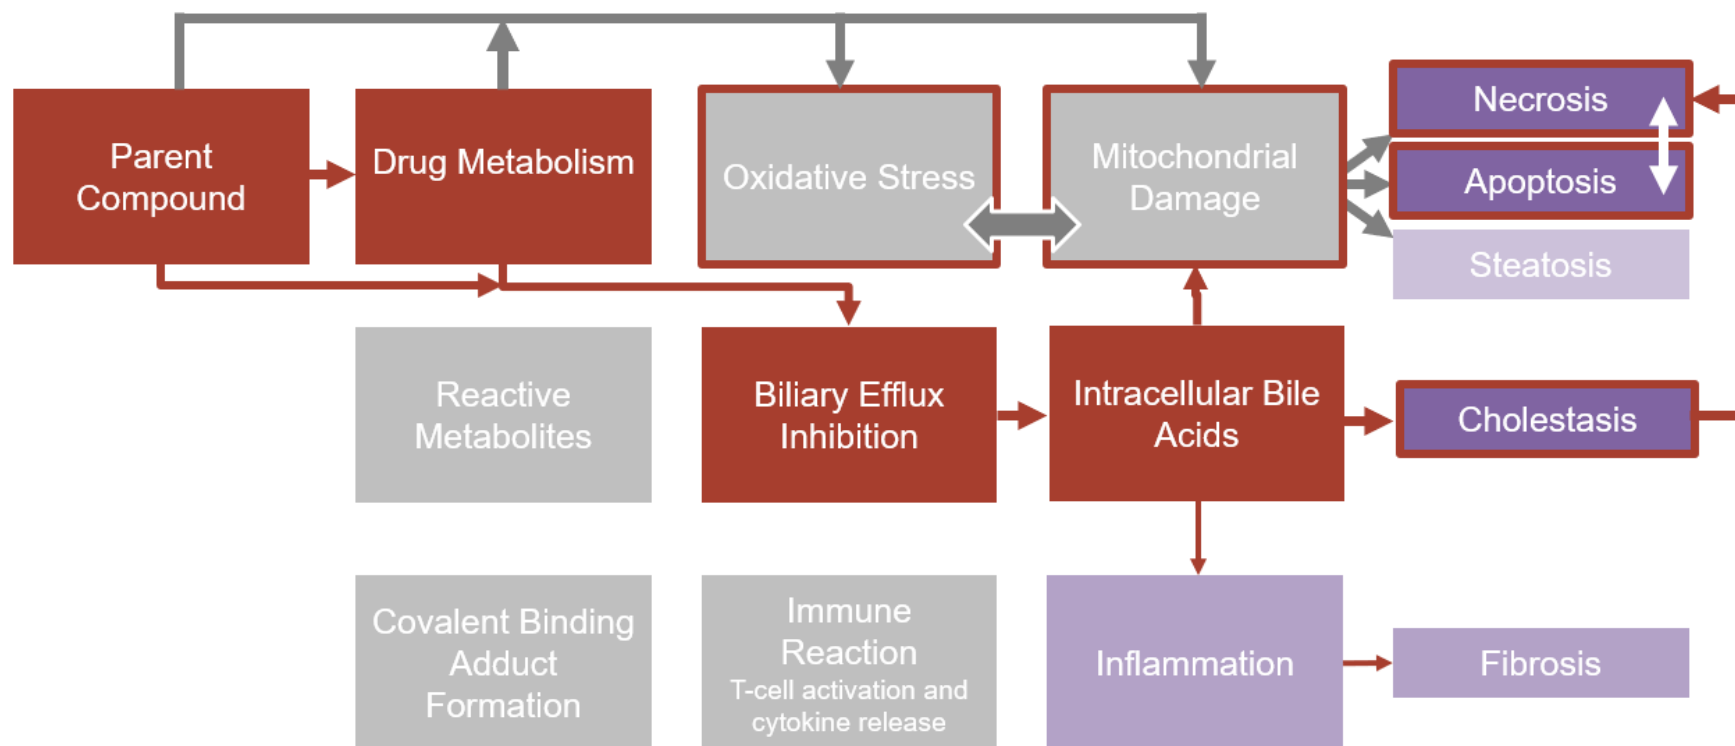 Parent
Compound
Drug Metabolism
Oxidative Stress
Mitochondrial
Damage
Necrosis
Apoptosis
Steatosis
Reactive
Metabolites
Biliary Efflux
Inhibition
Intracellular Bile
Acids
Cholestasis
Covalent Binding
Adduct
Formation
Immune
Reaction
T-cell activation and
cytokine release
Inflammation
Fibrosis